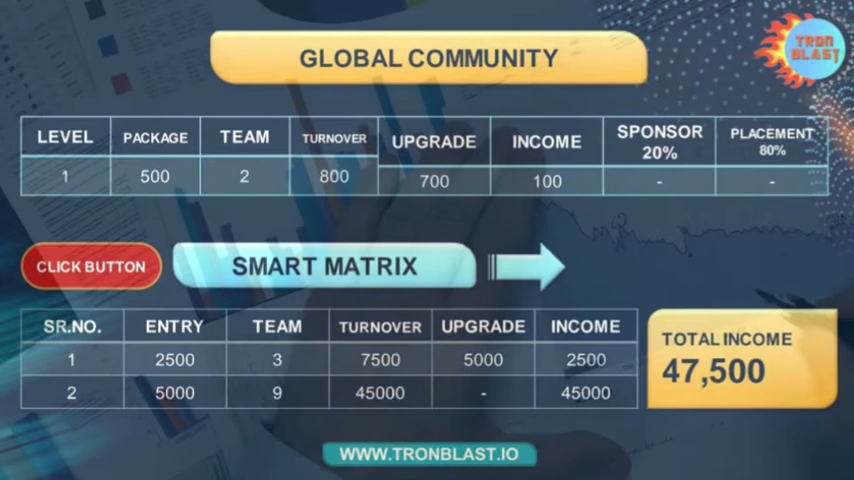 TRON
BLAST
GLOBAL COMMUNITY
LEVEL PACKAGE TEAM TURNOVER UPGRADE INCOME SPONSOR 20% PLACEMENT 80%
1 500 2 800 700 100 - -
CLICK BUTTON
SMART MATRIX
SR.NO. ENTRY TEAM TURNOVER UPGRADE INCOME
1 2500 3 7500 5000 2500
2 5000 9 45000 - 45000
TOTAL INCOME
47,500
WWW.TRONBLAST.IO